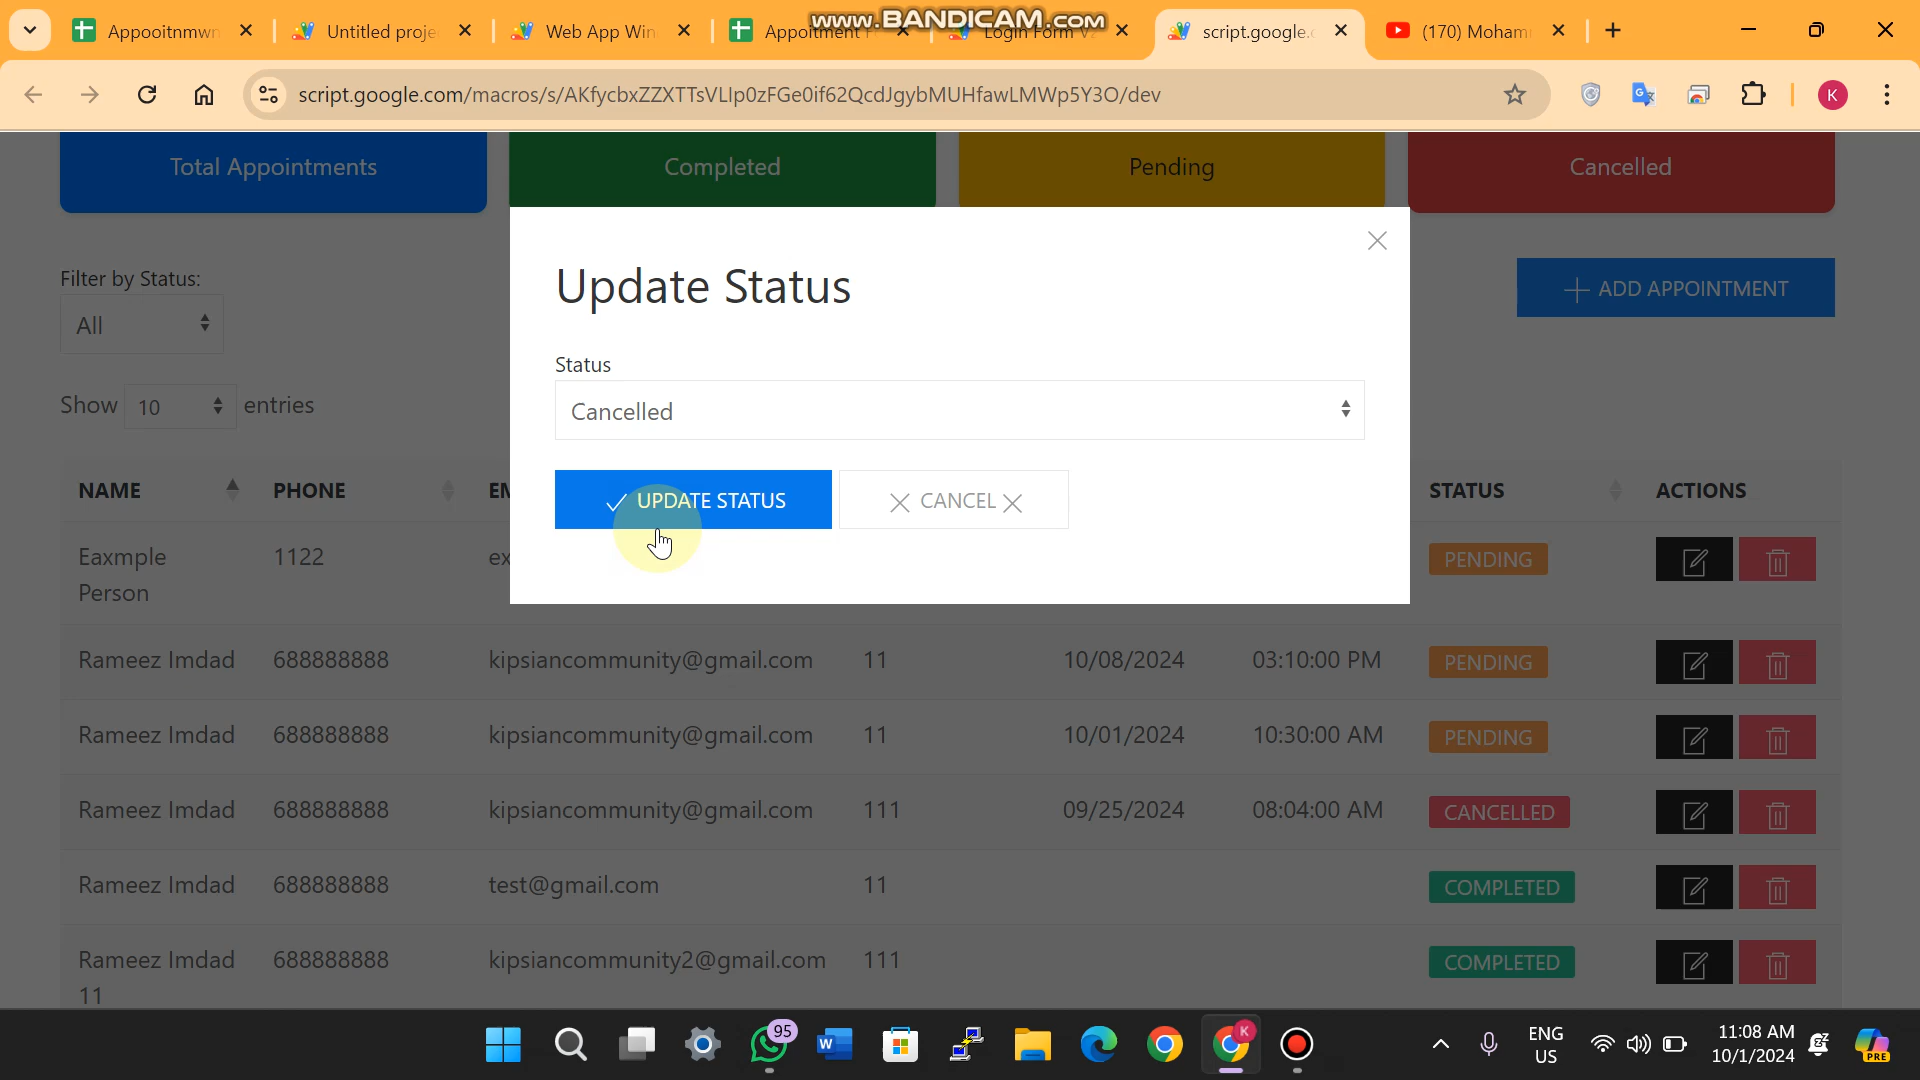 www.BANDICAM.com
Appooitnmwn
Untitled proje
Web App Win
Appoitment
Login Form V2
script.google.c
(170) Moham
script.google.com/macros/s/AKfycbxZZXTTsVLIp0zFGe0if62QcdJgybMUHfawLMWp5Y3O/dev
K
Total Appointments
Completed
Pending
Cancelled
Update Status
Filter by Status:
All
ADD APPOINTMENT
Status
Cancelled
Show 10 entries
UPDATE STATUS
CANCEL
NAME PHONE EM STATUS ACTIONS
Eaxmple Person 1122 ex PENDING
Rameez Imdad 688888888 kipsiancommunity@gmail.com 11 10/08/2024 03:10:00 PM PENDING
Rameez Imdad 688888888 kipsiancommunity@gmail.com 11 10/01/2024 10:30:00 AM PENDING
Rameez Imdad 688888888 kipsiancommunity@gmail.com 111 09/25/2024 08:04:00 AM CANCELLED
Rameez Imdad 688888888 test@gmail.com 11 COMPLETED
Rameez Imdad 11 688888888 kipsiancommunity2@gmail.com 111 COMPLETED
95
K
ENG
US
11:08 AM
10/1/2024
PRE